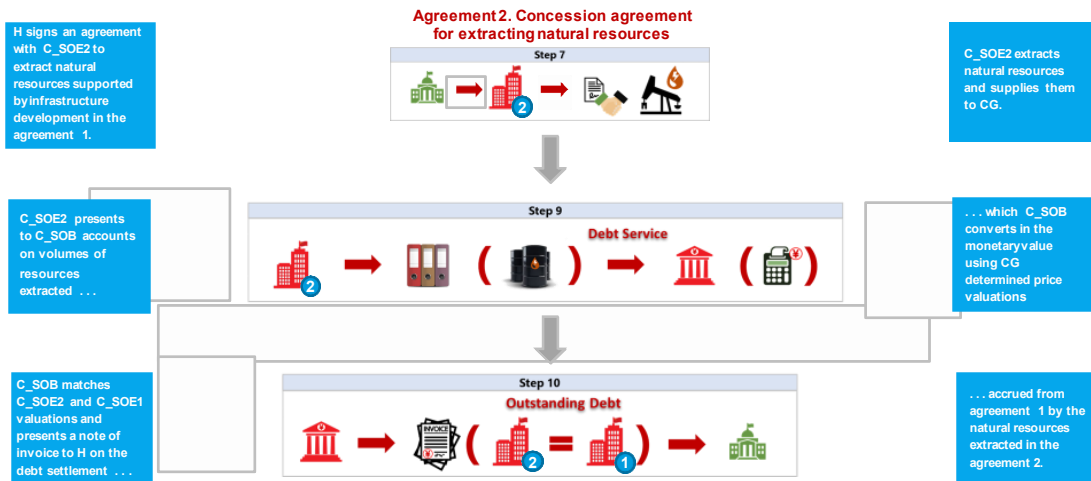 Agreement 2. Concession agreement
for extracting natural resources
H signs an agreement
with C_SOE2 to
extract natural
resources supported
by infrastructure
development in the
agreement 1.
Step 7
2
C_SOE2 extracts
natural resources
and supplies them
to CG.
C_SOE2 presents
to C_SOB accounts
on volumes of
resources
extracted ...
Step 9
Debt Service
2
( )
( ¥ )
... which C_SOB
converts in the
monetary value
using CG
determined price
valuations
C_SOB matches
C_SOE2 and C_SOE1
valuations and
presents a note of
invoice to H on the
debt settlement ...
Step 10
Outstanding Debt
INVOICE
¥
( 2 = 1 )
... accrued from
agreement 1 by the
natural resources
extracted in the
agreement 2.